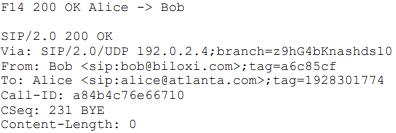 F14 200 OK Alice -> Bob

SIP/2.0 200 OK
Via: SIP/2.0/UDP 192.0.2.4;branch=z9hG4bKnashds10
From: Bob <sip:bob@biloxi.com>;tag=a6c85cf
To: Alice <sip:alice@atlanta.com>;tag=1928301774
Call-ID: a84b4c76e66710
CSeq: 231 BYE
Content-Length: 0